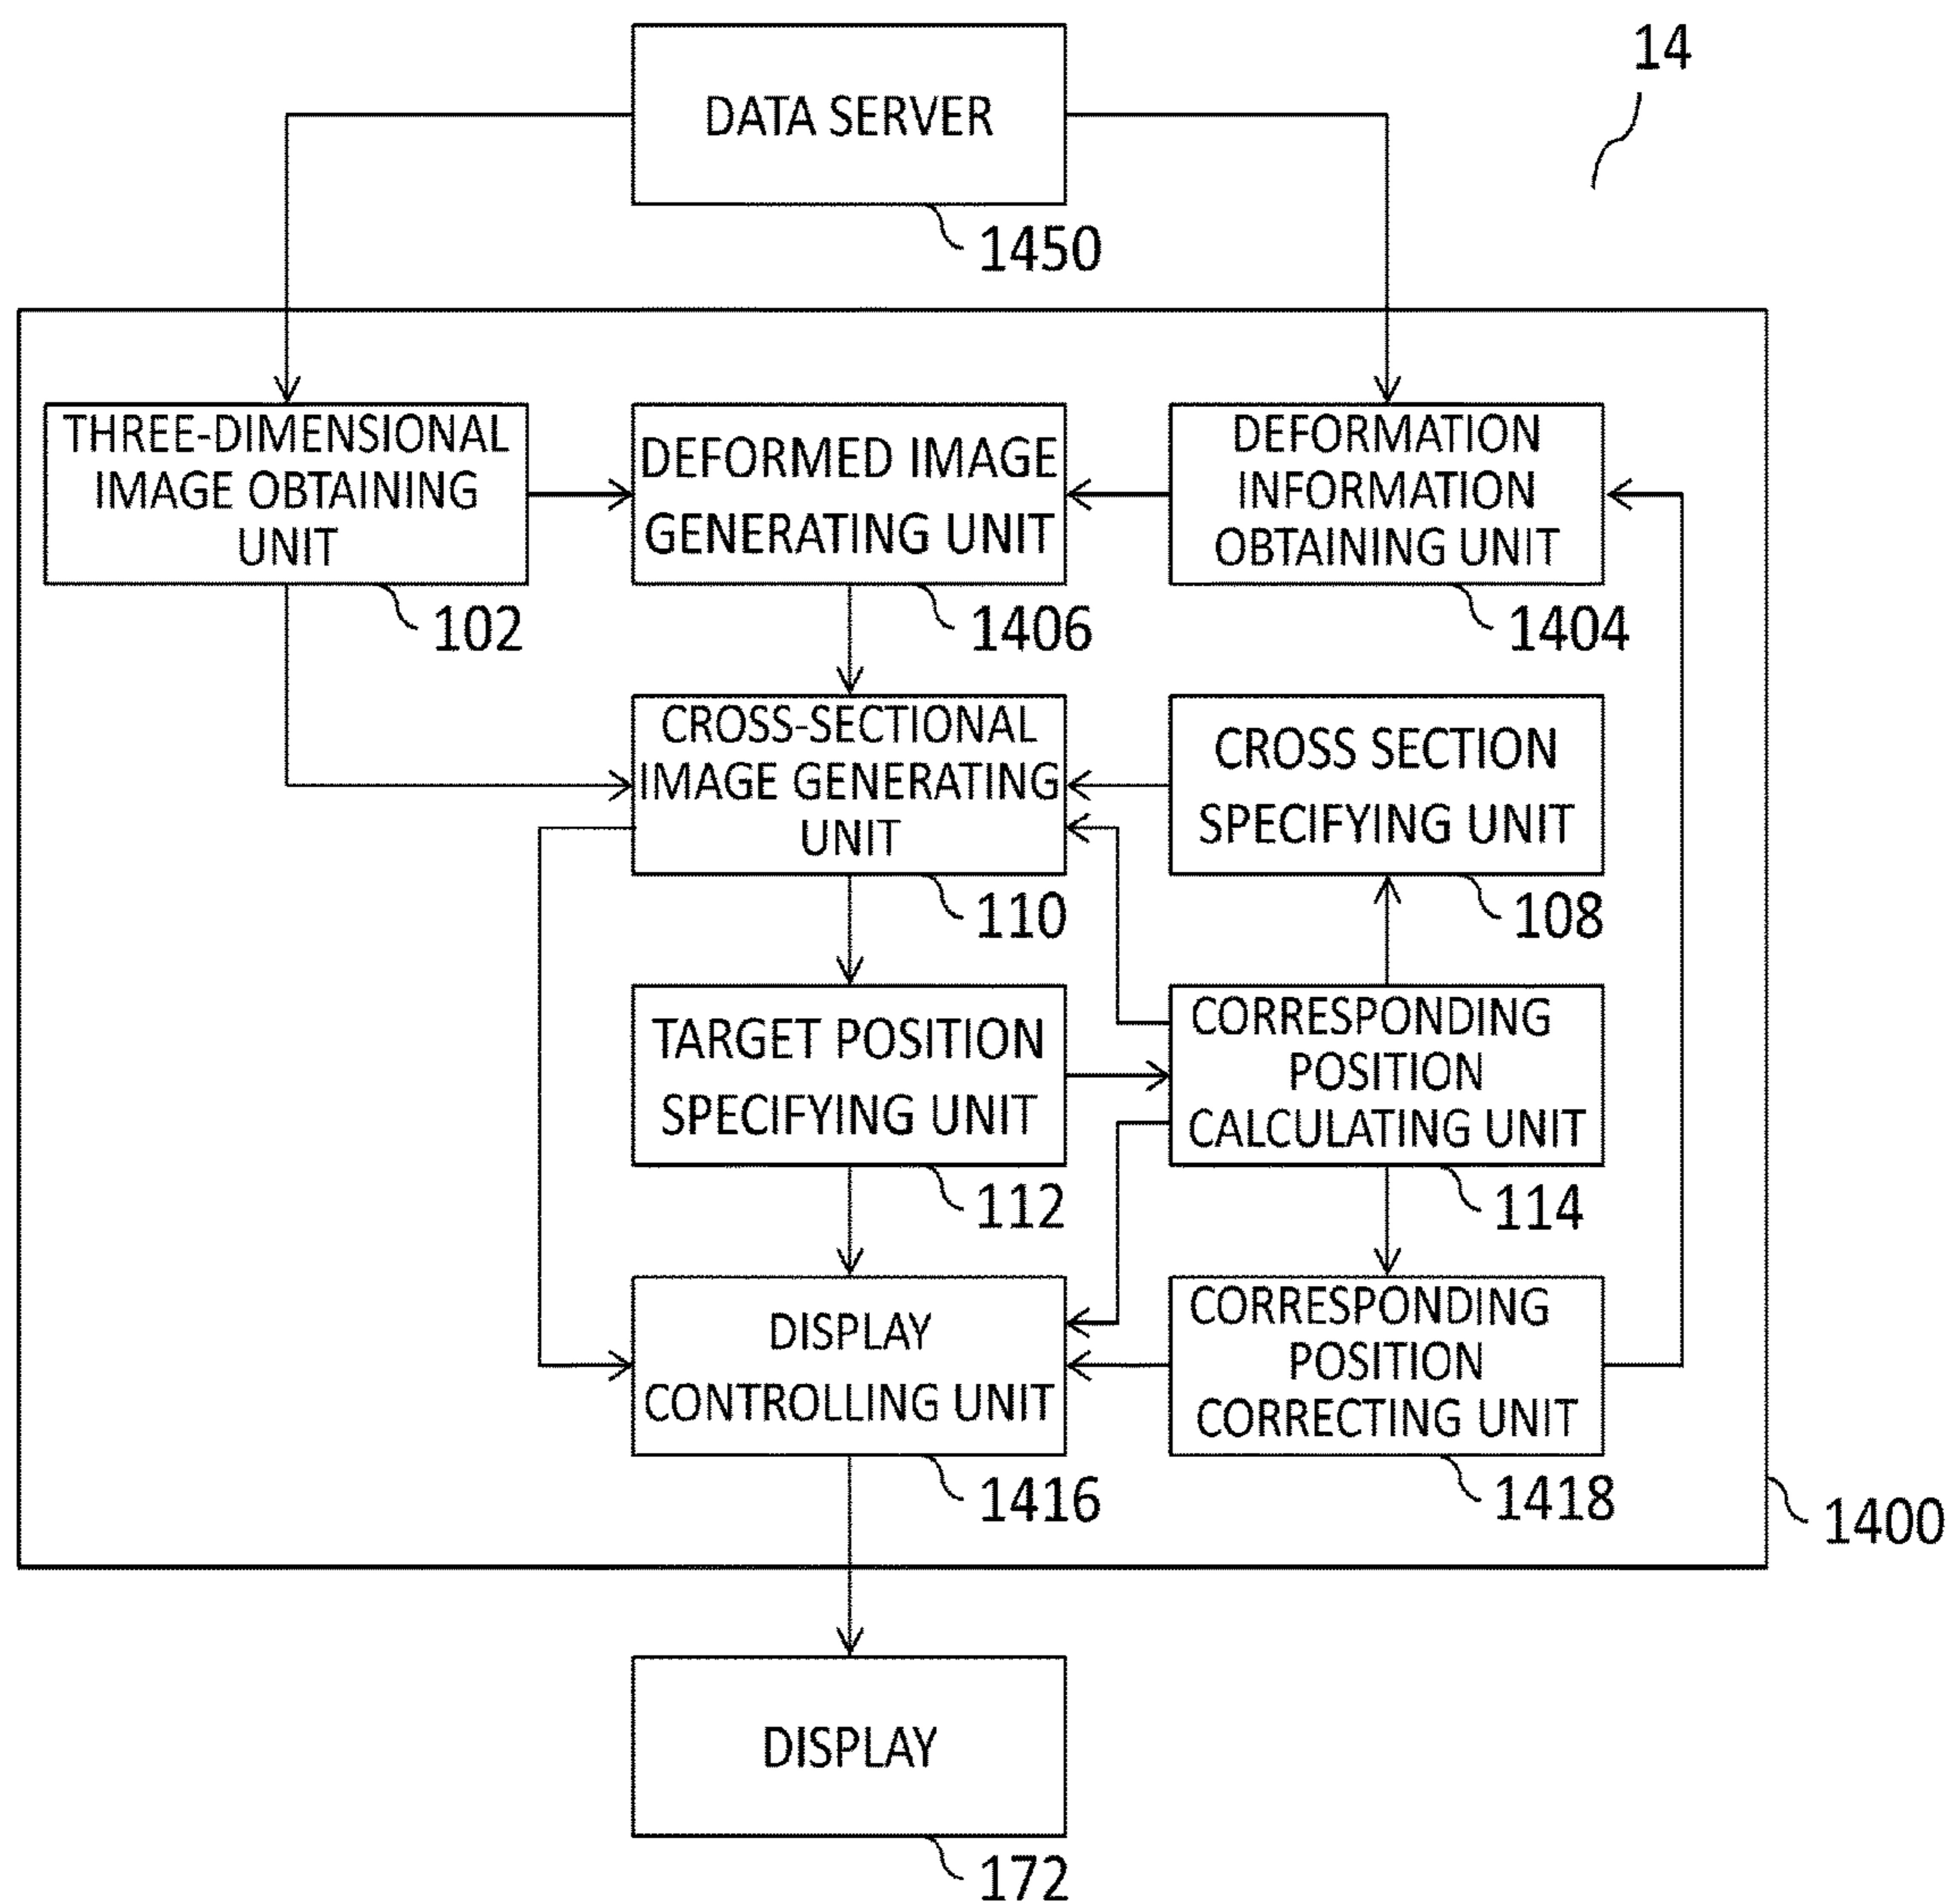 14
DATA SERVER
1450
THREE-DIMENSIONAL
IMAGE OBTAINING
UNIT
102
DEFORMED IMAGE
GENERATING UNIT
1406
DEFORMATION
INFORMATION
OBTAINING UNIT
1404
CROSS-SECTIONAL
IMAGE GENERATING
UNIT
110
CROSS SECTION
SPECIFYING UNIT
108
TARGET POSITION
SPECIFYING UNIT
112
CORRESPONDING
POSITION
CALCULATING UNIT
114
DISPLAY
CONTROLLING UNIT
1416
CORRESPONDING
POSITION
CORRECTING UNIT
1418
1400
DISPLAY
172